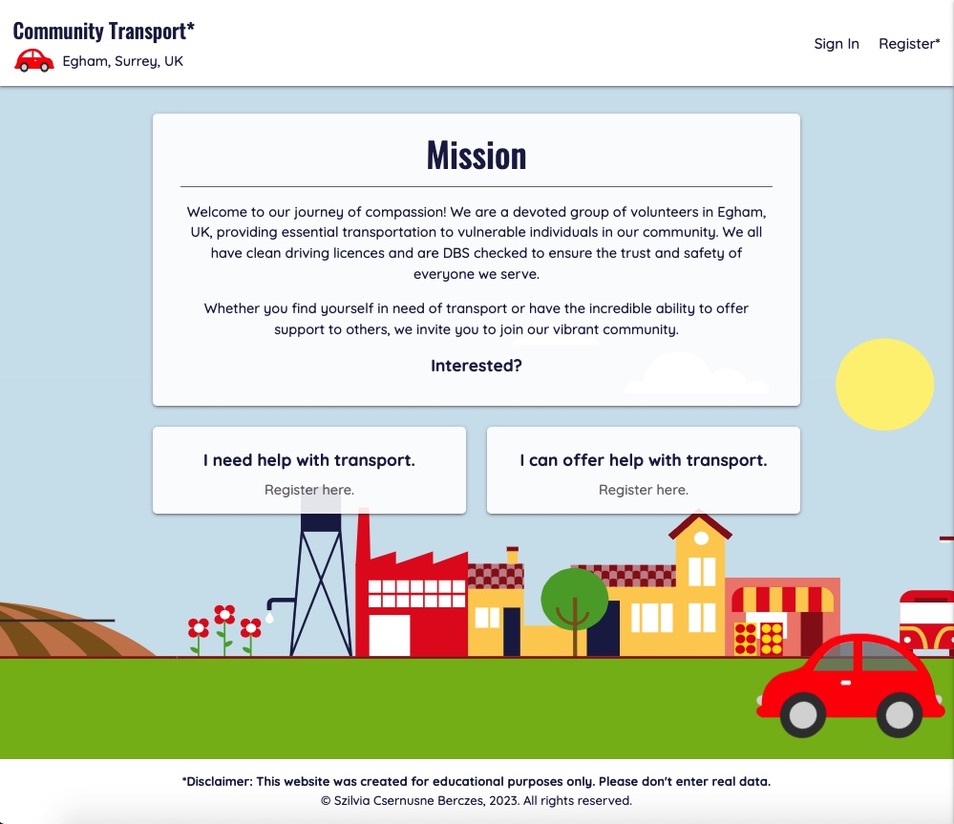 Community Transport*
Egham, Surrey, UK
Sign In Register*
Mission
Welcome to our journey of compassion! We are a devoted group of volunteers in Egham,
UK, providing essential transportation to vulnerable individuals in our community. We all
have clean driving licences and are DBS checked to ensure the trust and safety of
everyone we serve.
Whether you find yourself in need of transport or have the incredible ability to offer
support to others, we invite you to join our vibrant community.
Interested?
I need help with transport.
Register here.
I can offer help with transport.
Register here.
*Disclaimer: This website was created for educational purposes only. Please don't enter real data.
© Szilvia Csernusne Berczes, 2023. All rights reserved.